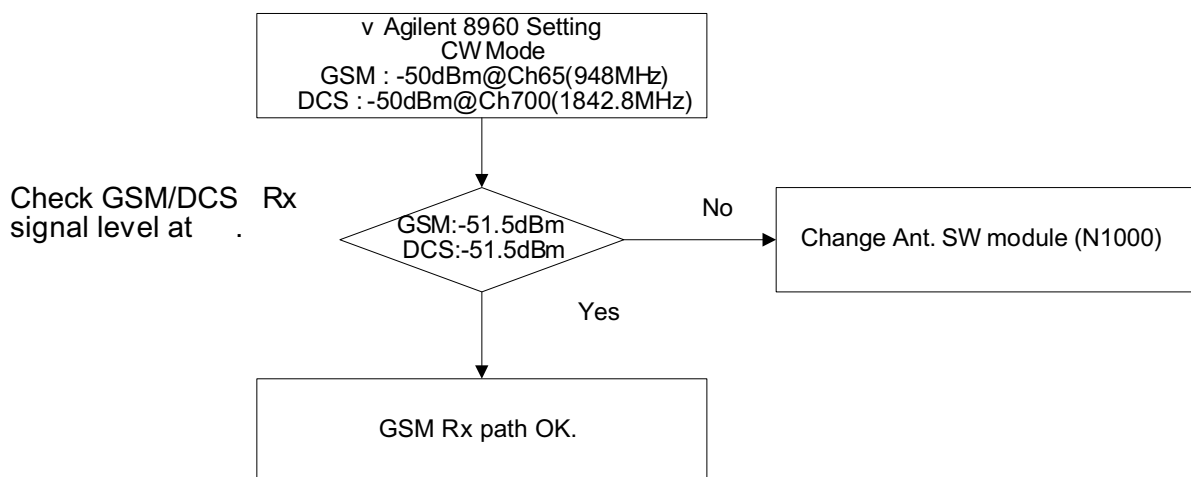 v Agilent 8960 Setting
CW Mode
GSM : -50dBm@Ch65(948MHz)
DCS : -50dBm@Ch700(1842.8MHz)
Check GSM/DCS Rx
signal level at .
GSM:-51.5dBm
DCS:-51.5dBm
No
Change Ant. SW module (N1000)
Yes
GSM Rx path OK.